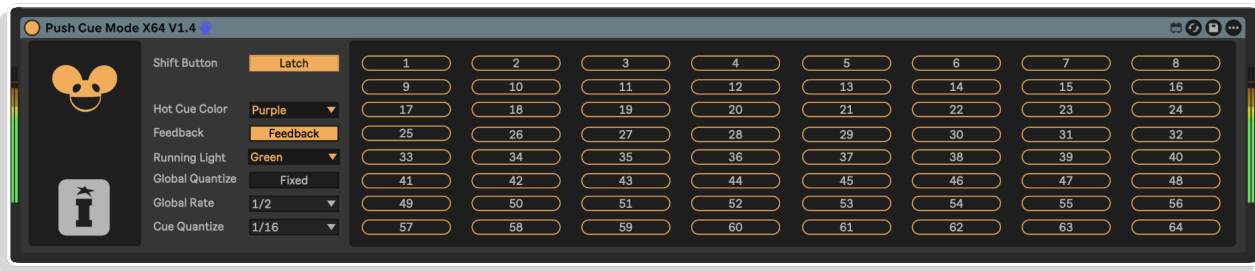 Push Cue Mode X64 V1.4
Shift Button Latch 1 2 3 4 5 6 7 8
9 10 11 12 13 14 15 16
Hot Cue Color Purple 17 18 19 20 21 22 23 24
Feedback Feedback 25 26 27 28 29 30 31 32
Running Light Green 33 34 35 36 37 38 39 40
Global Quantize Fixed 41 42 43 44 45 46 47 48
Global Rate 1/2 49 50 51 52 53 54 55 56
Cue Quantize 1/16 57 58 59 60 61 62 63 64